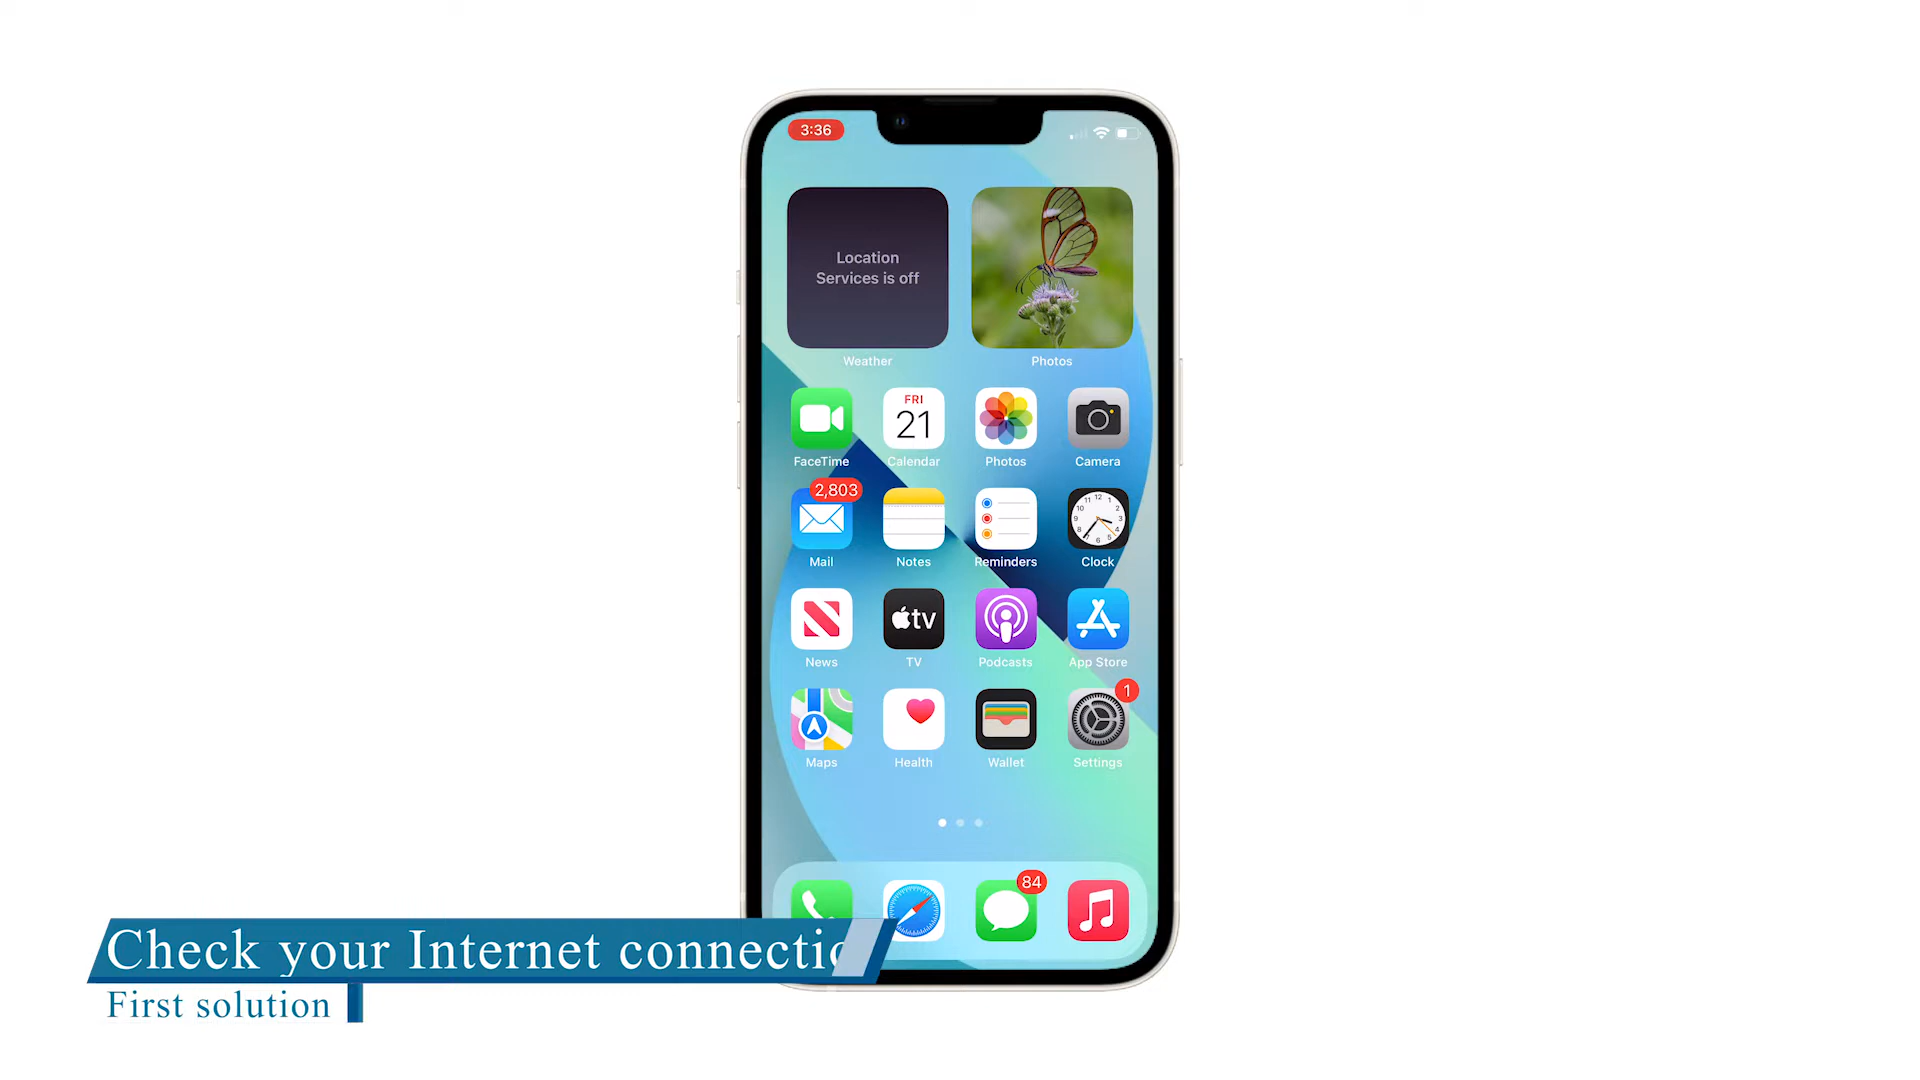 3:36
Location
Services is off
Weather
Photos
FRI
21
FaceTime
Calendar
Photos
Camera
2,803
Mail
Notes
Reminders
Clock
tv
News
TV
Podcasts
App Store
1
Maps
Health
Wallet
Settings
84
Check your Internet connectio
First solution